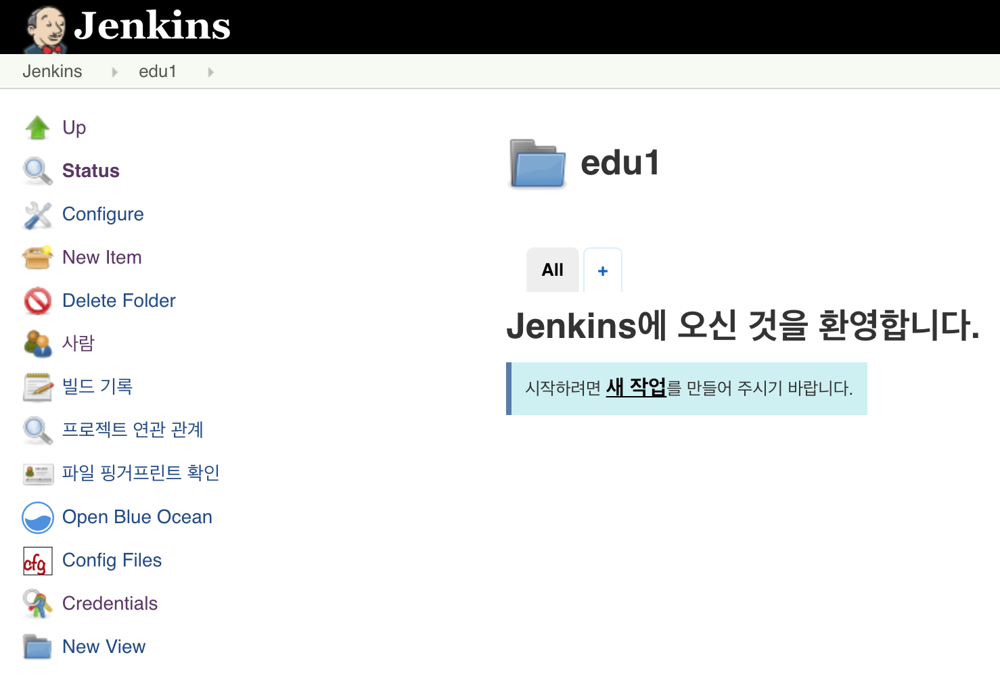 Jenkins
Jenkins edu1
Up
Status
Configure
New Item
Delete Folder
사람
빌드 기록
프로젝트 연관 관계
파일 핑거프린트 확인
Open Blue Ocean
cfg Config Files
Credentials
New View
edu1
All +
Jenkins에 오신 것을 환영합니다.
시작하려면 새 작업를 만들어 주시기 바랍니다.